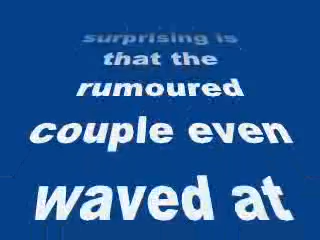 surprising is
that the
rumoured
couple even
waved at